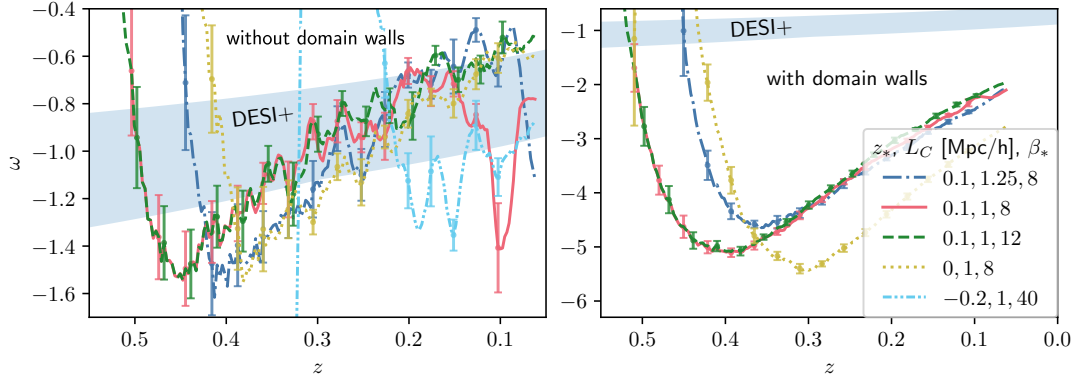 −0.4
−0.6
−0.8
−1.0
−1.2
−1.4
−1.6
ω
without domain walls
DESI+
0.5 0.4 0.3 0.2 0.1
z
−1
−2
−3
−4
−5
−6
DESI+
with domain walls
z*, L_C [Mpc/h], β*
0.1, 1.25, 8
0.1, 1, 8
0.1, 1, 12
0, 1, 8
−0.2, 1, 40
0.5 0.4 0.3 0.2 0.1 0.0
z